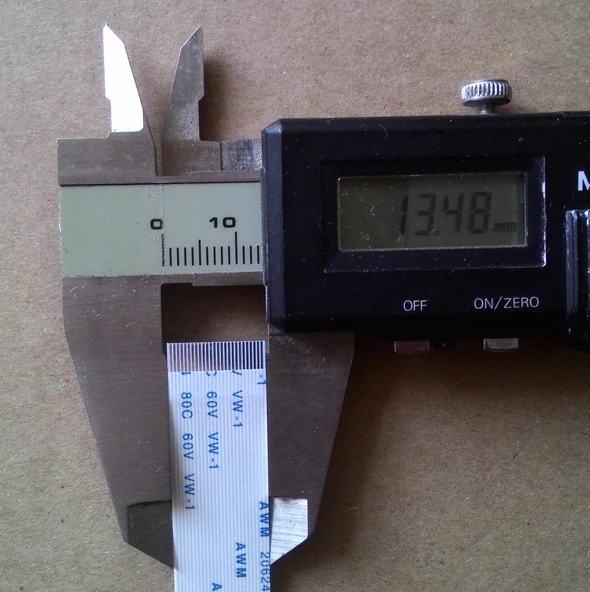 0 10
13.48 mm
M
OFF ON/ZERO
-1
V VW-1
60V VW-1
80C 60V VW-1
AWM 20624
AWM
A